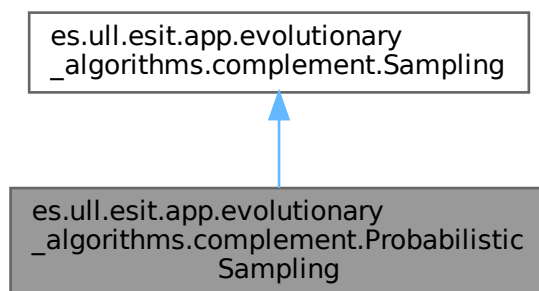 es.ull.esit.app.evolutionary
_algorithms.complement.Sampling
es.ull.esit.app.evolutionary
_algorithms.complement.Probabilistic
Sampling